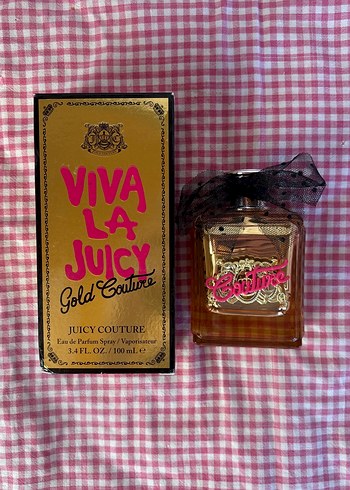 VIVA
LA
JUICY
Gold Couture
JUICY COUTURE
Eau de Parfum Spray / Vaporisateur
3.4 FL. OZ. / 100 mL ℮
Couture